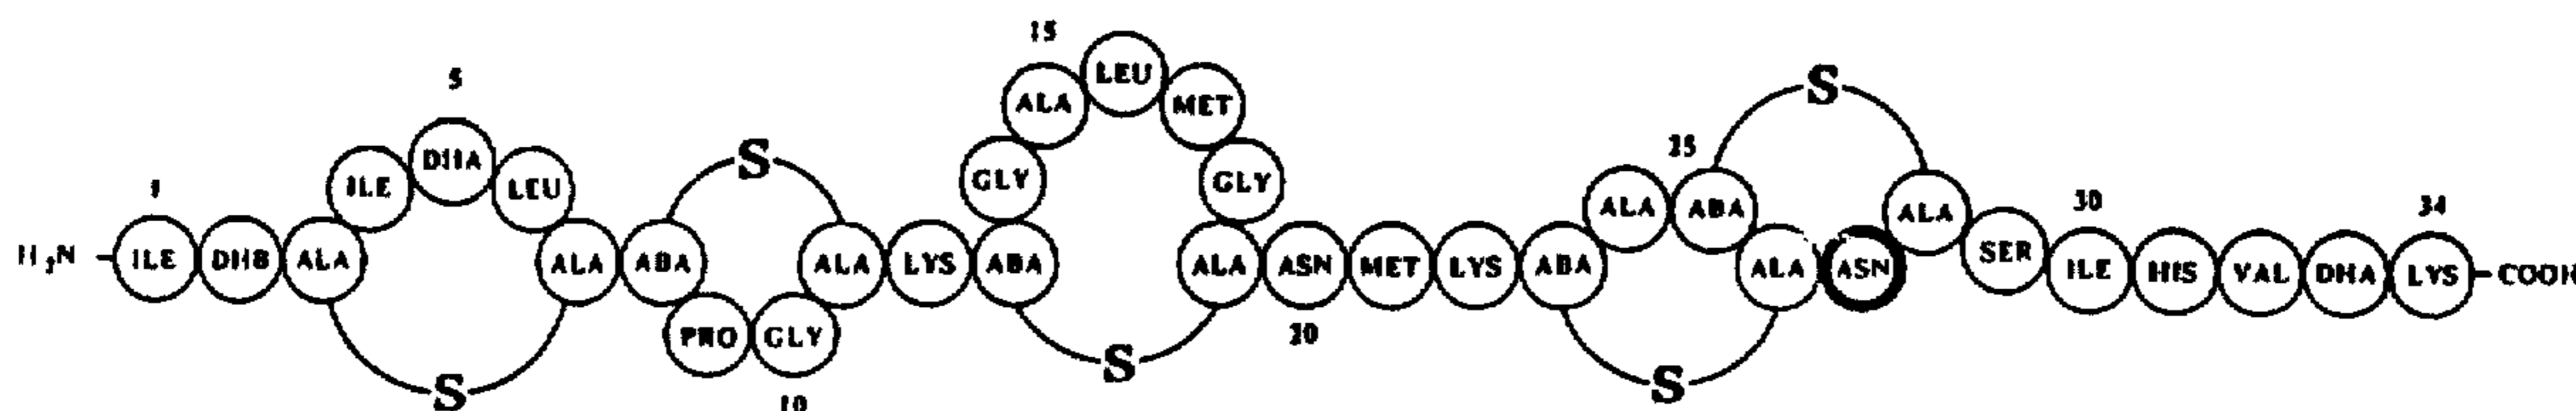 1 5 10 15 20 25 30 34
H₂N - ILE DHB ALA ILE DHA LEU ALA ABA PRO GLY ALA LYS ABA GLY ALA LEU MET GLY ALA ASN MET LYS ABA ALA ABA ALA ASN ALA SER ILE HIS VAL DHA LYS - COOH
S S S S S